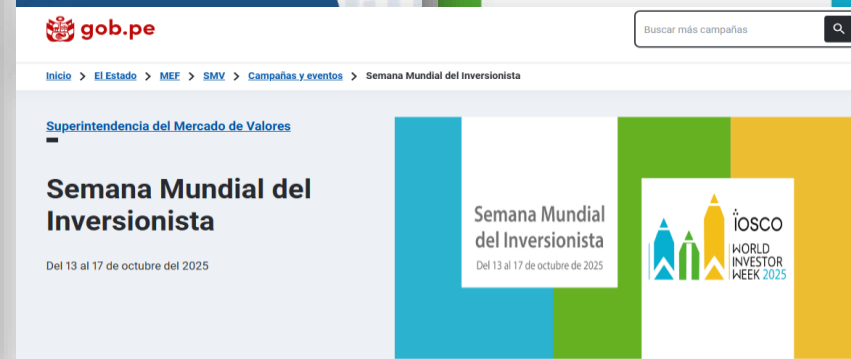 gob.pe
Buscar más campañas
Inicio > El Estado > MEF > SMV > Campañas y eventos > Semana Mundial del Inversionista
Superintendencia del Mercado de Valores
Semana Mundial del
Inversionista
Del 13 al 17 de octubre del 2025
Semana Mundial
del Inversionista
Del 13 al 17 de octubre de 2025
ïosco
WORLD
INVESTOR
WEEK 2025